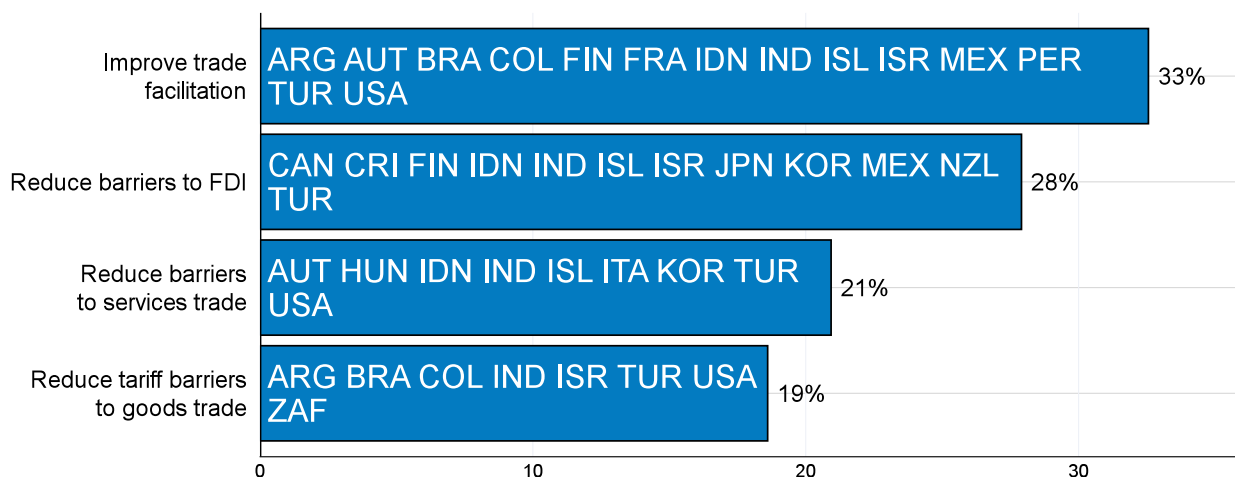 Improve trade
facilitation
ARG AUT BRA COL FIN FRA IDN IND ISL ISR MEX PER
TUR USA
33%
Reduce barriers to FDI
CAN CRI FIN IDN IND ISL ISR JPN KOR MEX NZL
TUR
28%
Reduce barriers
to services trade
AUT HUN IDN IND ISL ITA KOR TUR
USA
21%
Reduce tariff barriers
to goods trade
ARG BRA COL IND ISR TUR USA
ZAF
19%
0 10 20 30